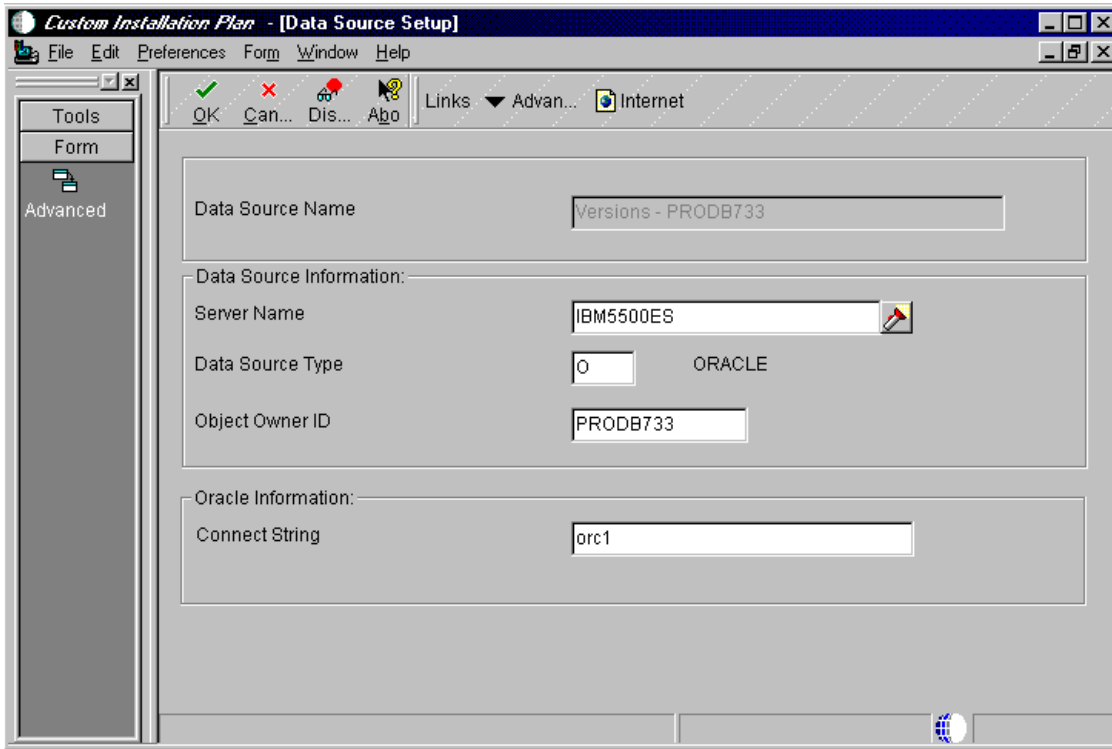 Custom Installation Plan - [Data Source Setup]
File Edit Preferences Form Window Help
Tools
Form
Advanced
OK Can... Dis... Abo Links Advan... Internet
Data Source Name Versions - PRODB733
Data Source Information:
Server Name IBM5500ES
Data Source Type O ORACLE
Object Owner ID PRODB733
Oracle Information:
Connect String orc1